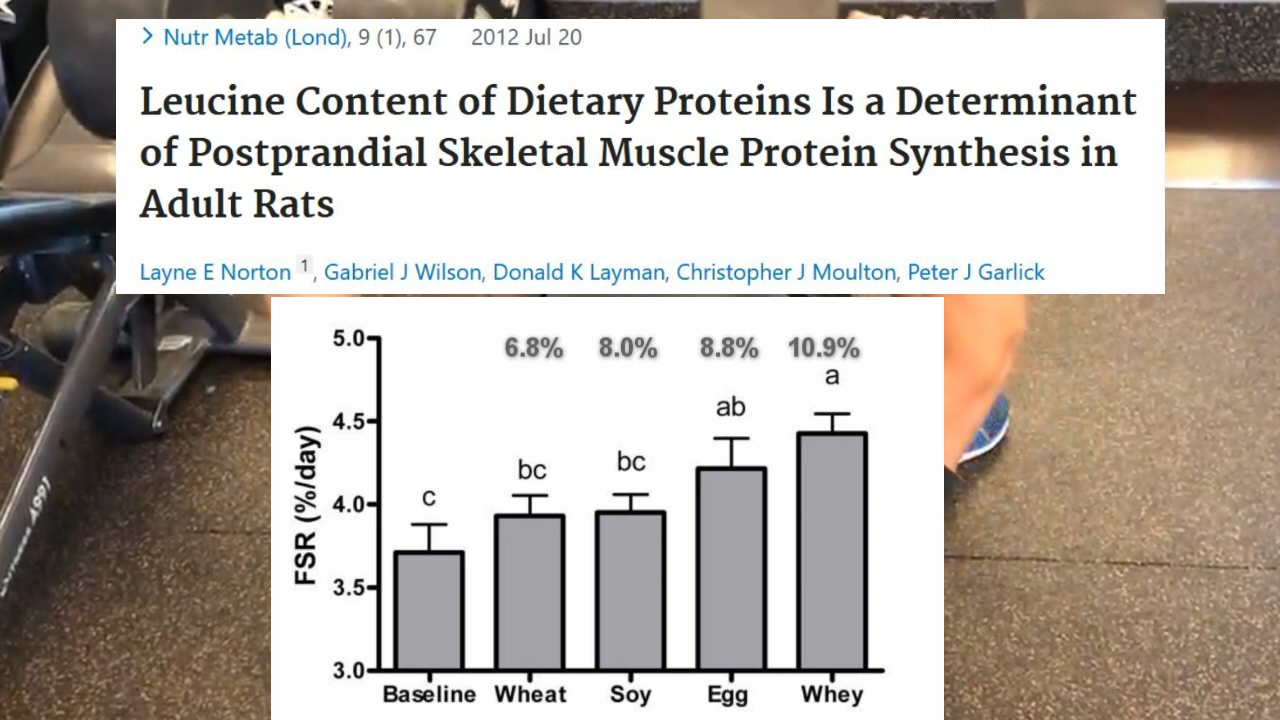 > Nutr Metab (Lond), 9 (1), 67 2012 Jul 20
Leucine Content of Dietary Proteins Is a Determinant
of Postprandial Skeletal Muscle Protein Synthesis in
Adult Rats
Layne E Norton 1, Gabriel J Wilson, Donald K Layman, Christopher J Moulton, Peter J Garlick
6.8% 8.0% 8.8% 10.9%
a
ab
bc bc
c
FSR (%/day)
5.0
4.5
4.0
3.5
3.0
Baseline Wheat Soy Egg Whey